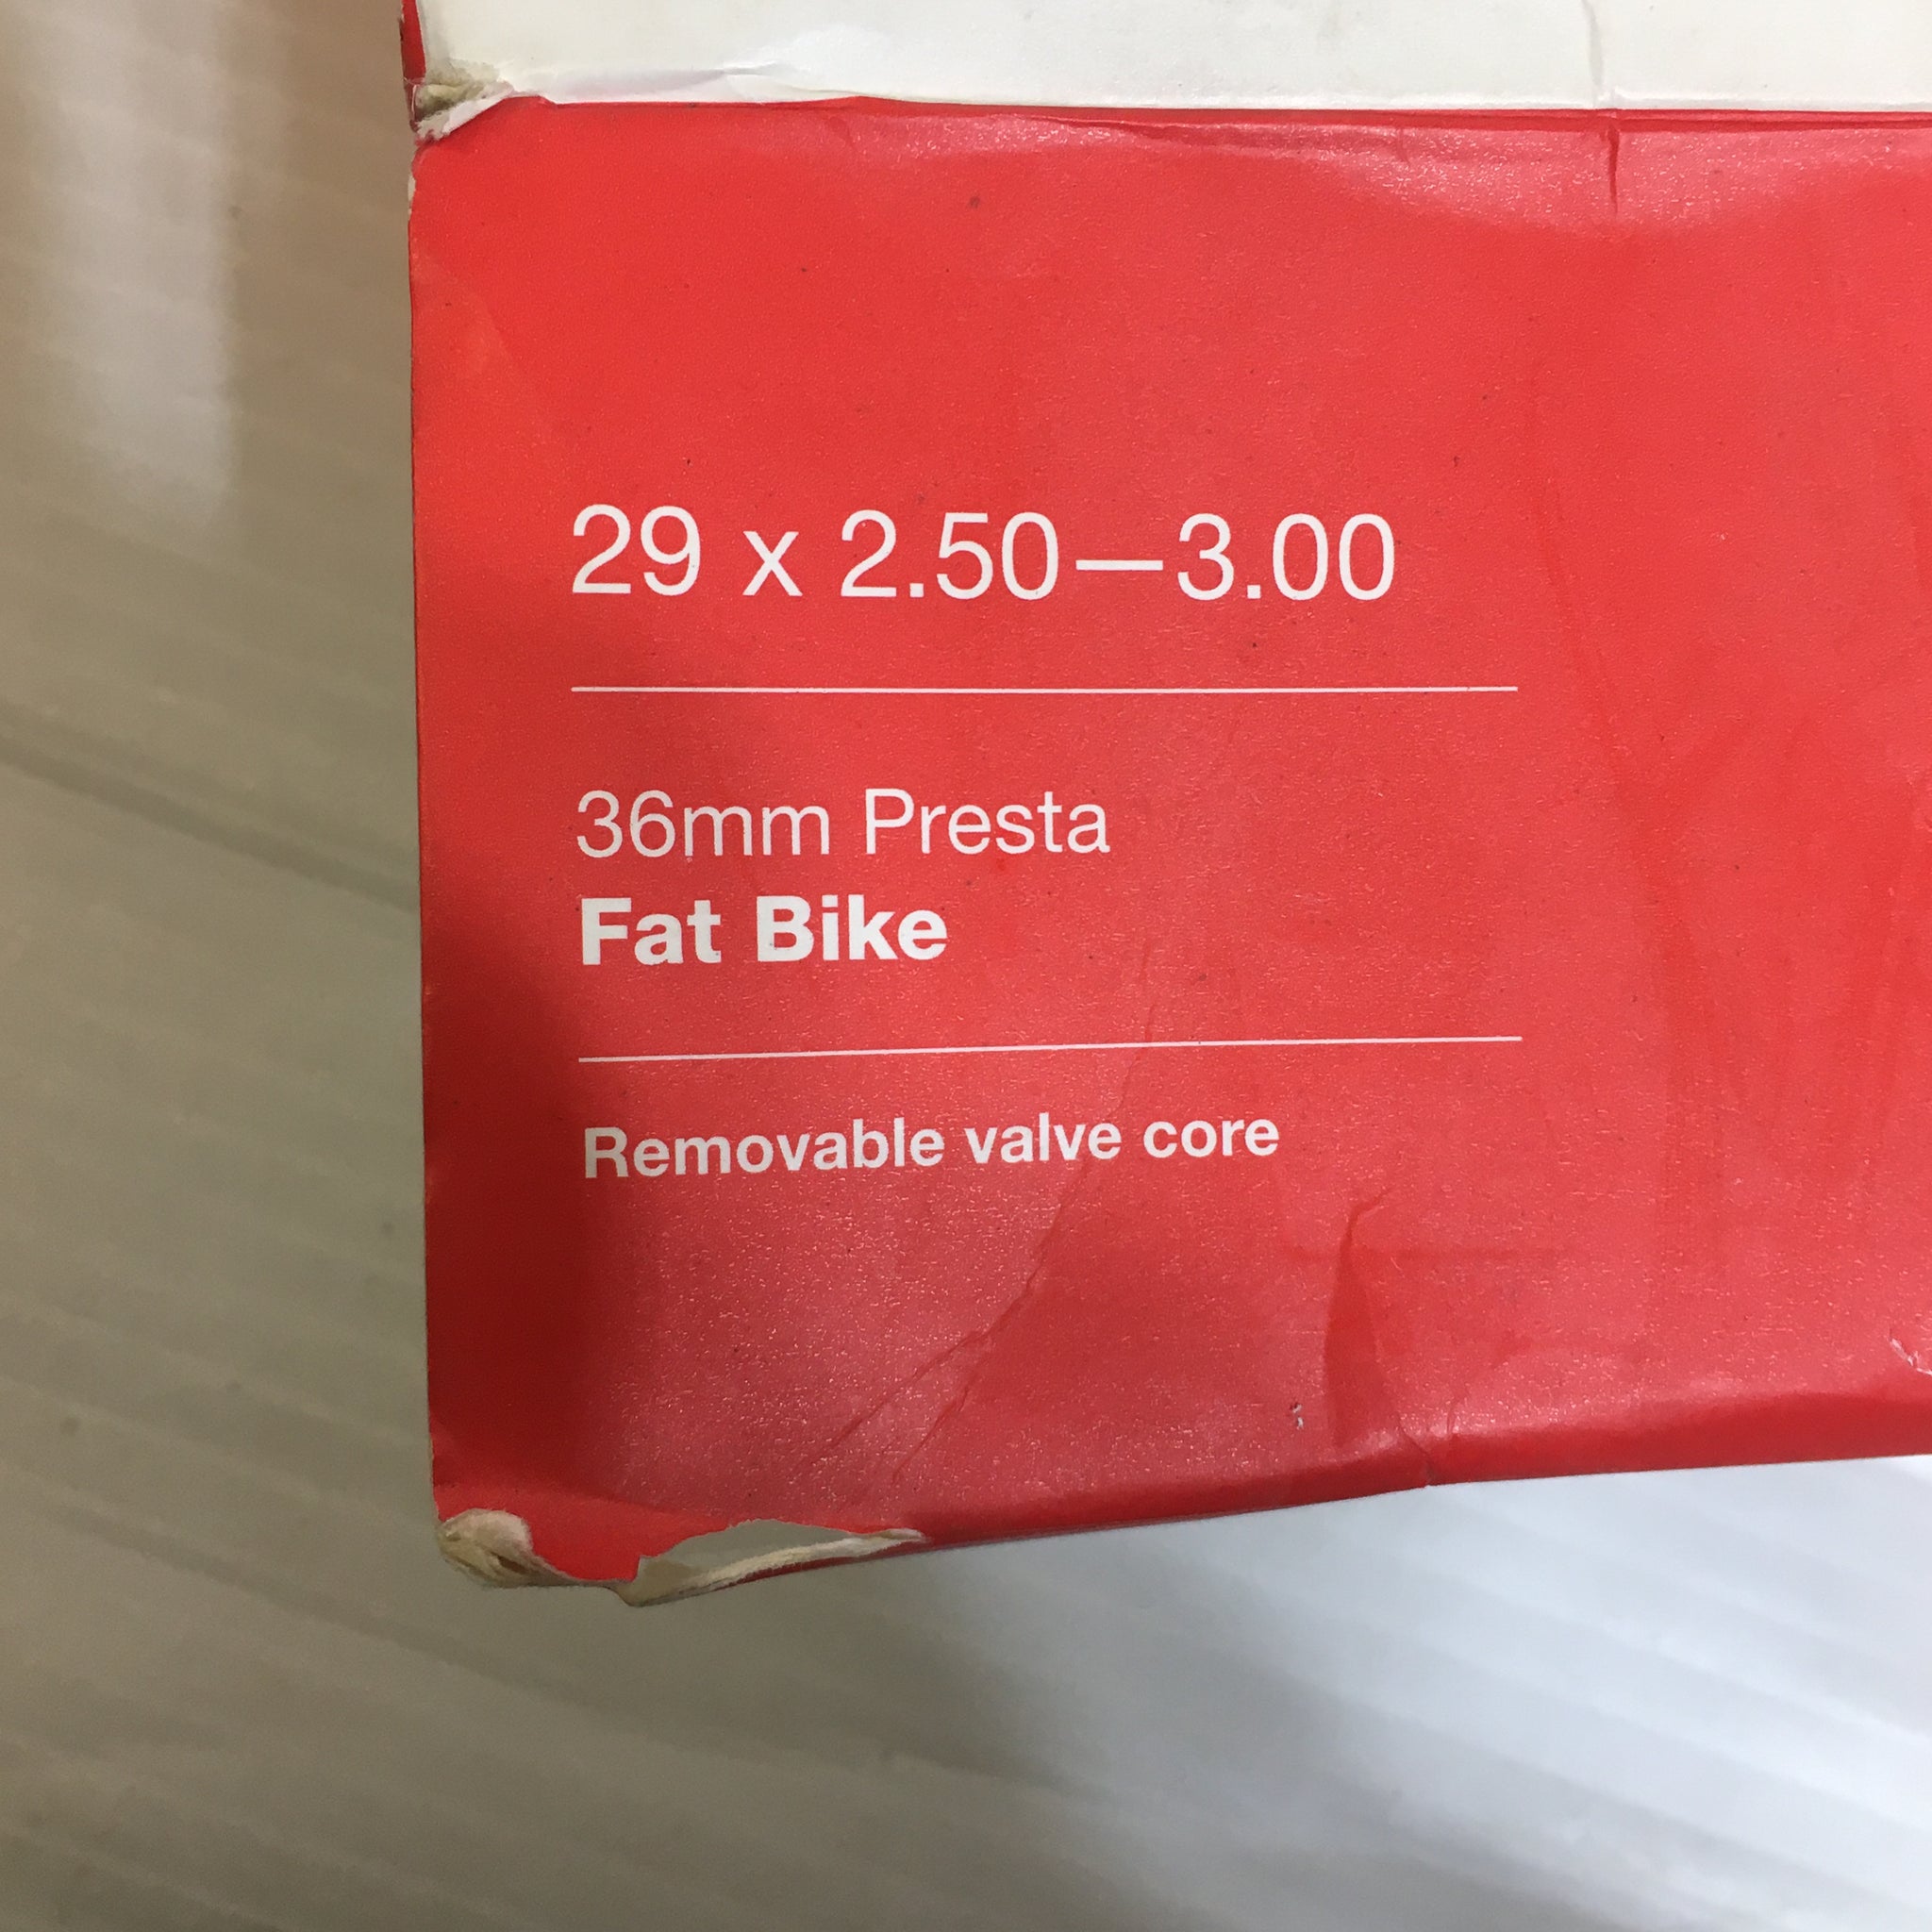 29 x 2.50—3.00
36mm Presta
Fat Bike
Removable valve core